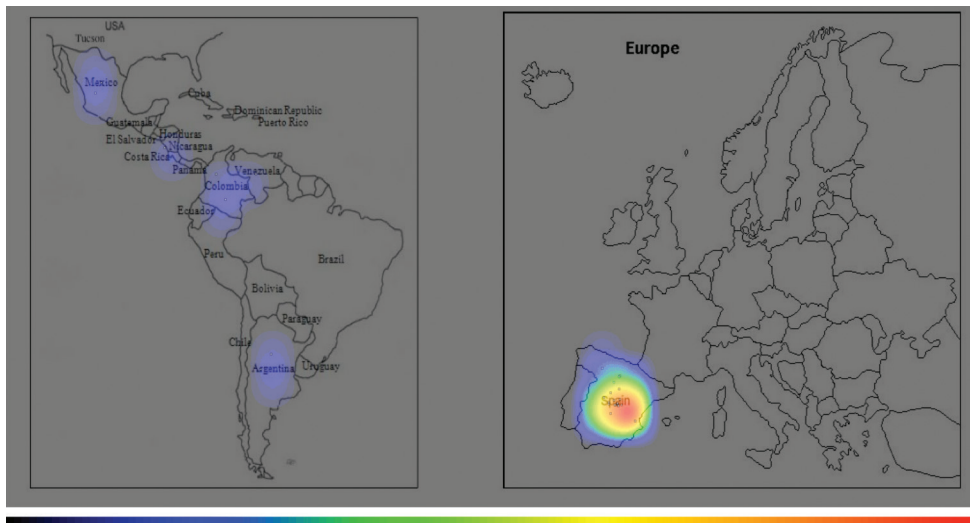 USA
Tucson
Mexico
Cuba
Dominican Republic
Puerto Rico
Guatemala
Honduras
El Salvador
Nicaragua
Costa Rica
Panama
Venezuela
Colombia
Ecuador
Peru
Brazil
Bolivia
Paraguay
Chile
Argentina
Uruguay
Europe
Spain